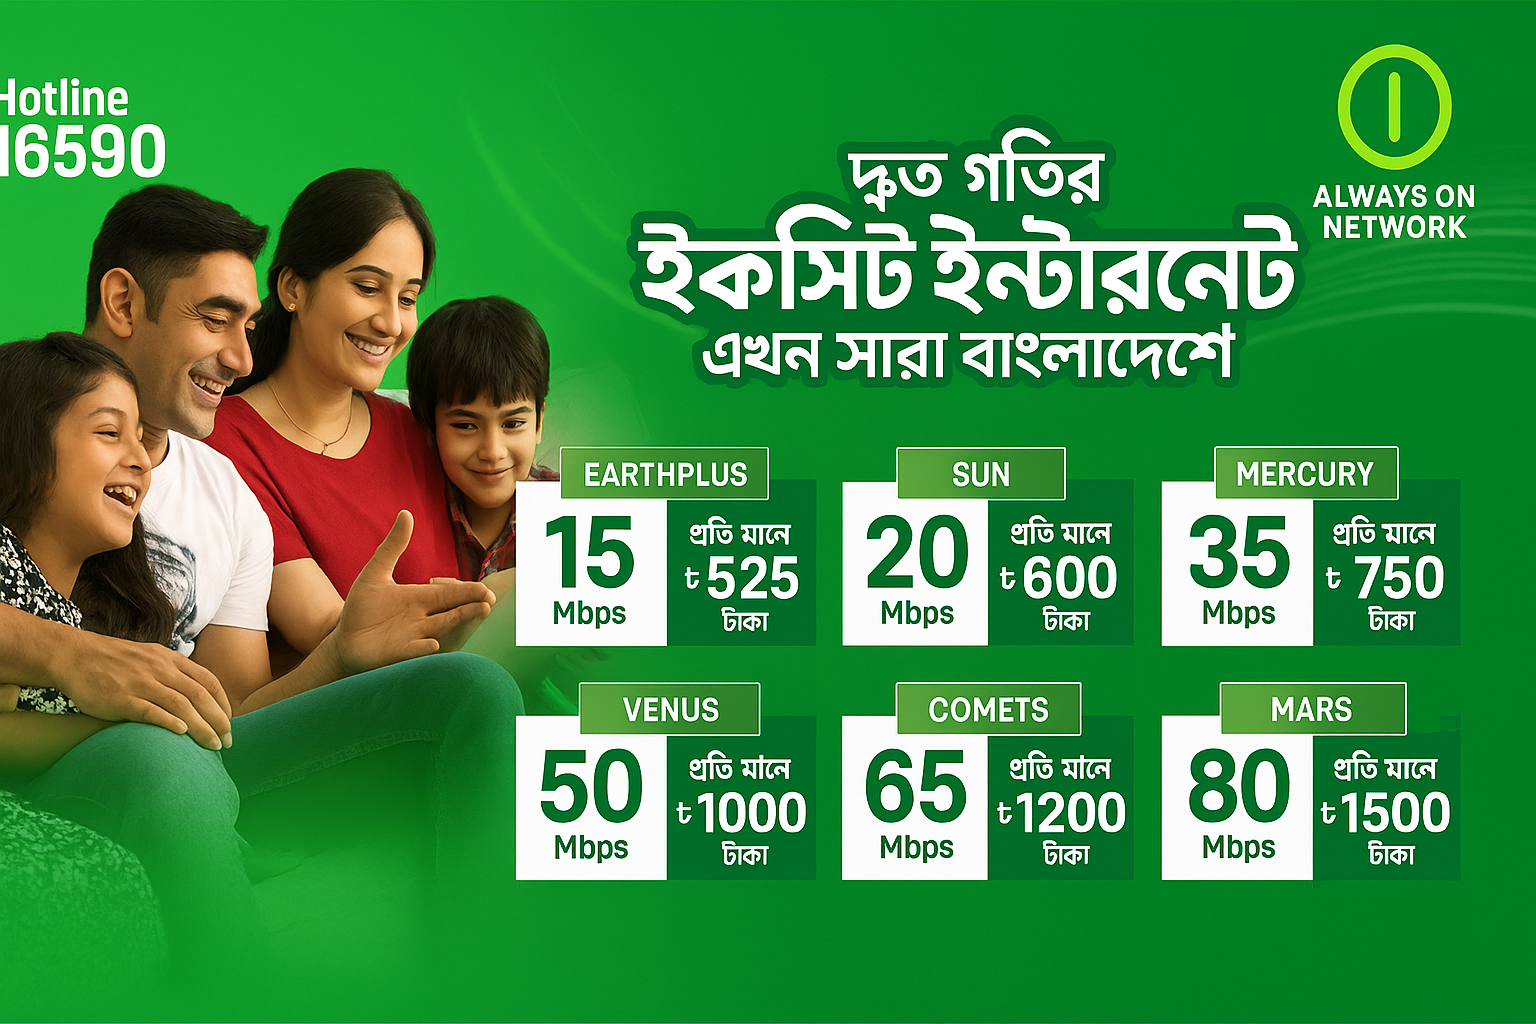 Hotline
16590
ALWAYS ON
NETWORK
দ্রুত গতির
ইকসিট ইন্টারনেট
এখন সারা বাংলাদেশে
EARTHPLUS
15
Mbps
প্রতি মানে
৳ 525
টাকা
SUN
20
Mbps
প্রতি মানে
৳ 600
টাকা
MERCURY
35
Mbps
প্রতি মানে
৳ 750
টাকা
VENUS
50
Mbps
প্রতি মানে
৳ 1000
টাকা
COMETS
65
Mbps
প্রতি মানে
৳ 1200
টাকা
MARS
80
Mbps
প্রতি মানে
৳ 1500
টাকা